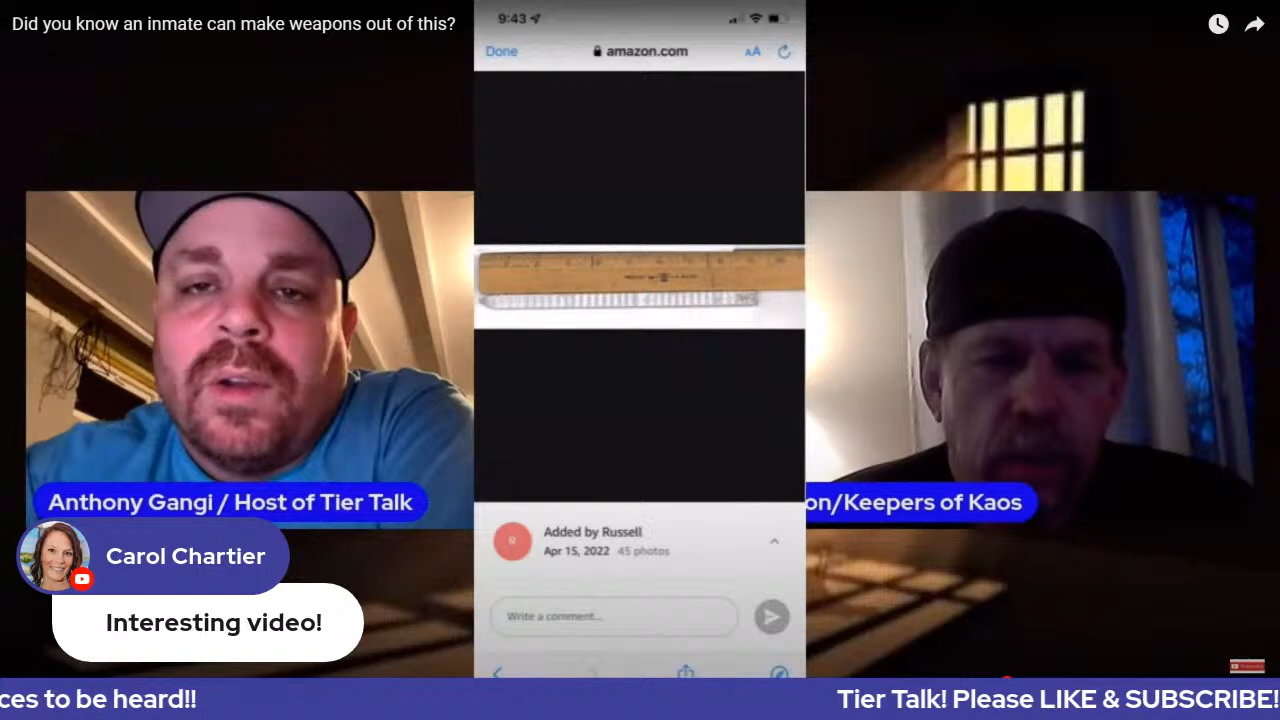 Did you know an inmate can make weapons out of this?
9:43
Done
amazon.com
AA
Anthony Gangi / Host of Tier Talk
on/Keepers of Kaos
Added by Russell
R
Apr 15, 2022 45 photos
Carol Chartier
Write a comment...
Interesting video!
ces to be heard!!
Tier Talk! Please LIKE & SUBSCRIBE!